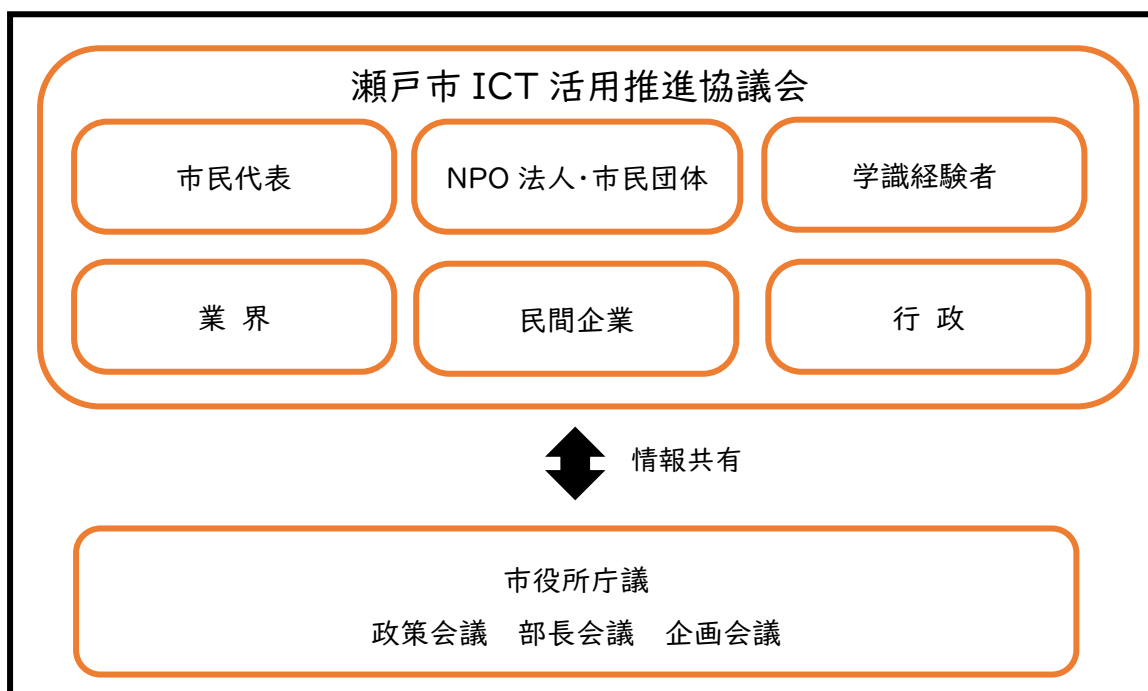 瀬戸市 ICT 活用推進協議会
市民代表
NPO 法人・市民団体
学識経験者
業 界
民間企業
行 政
情報共有
市役所庁議
政策会議 部長会議 企画会議